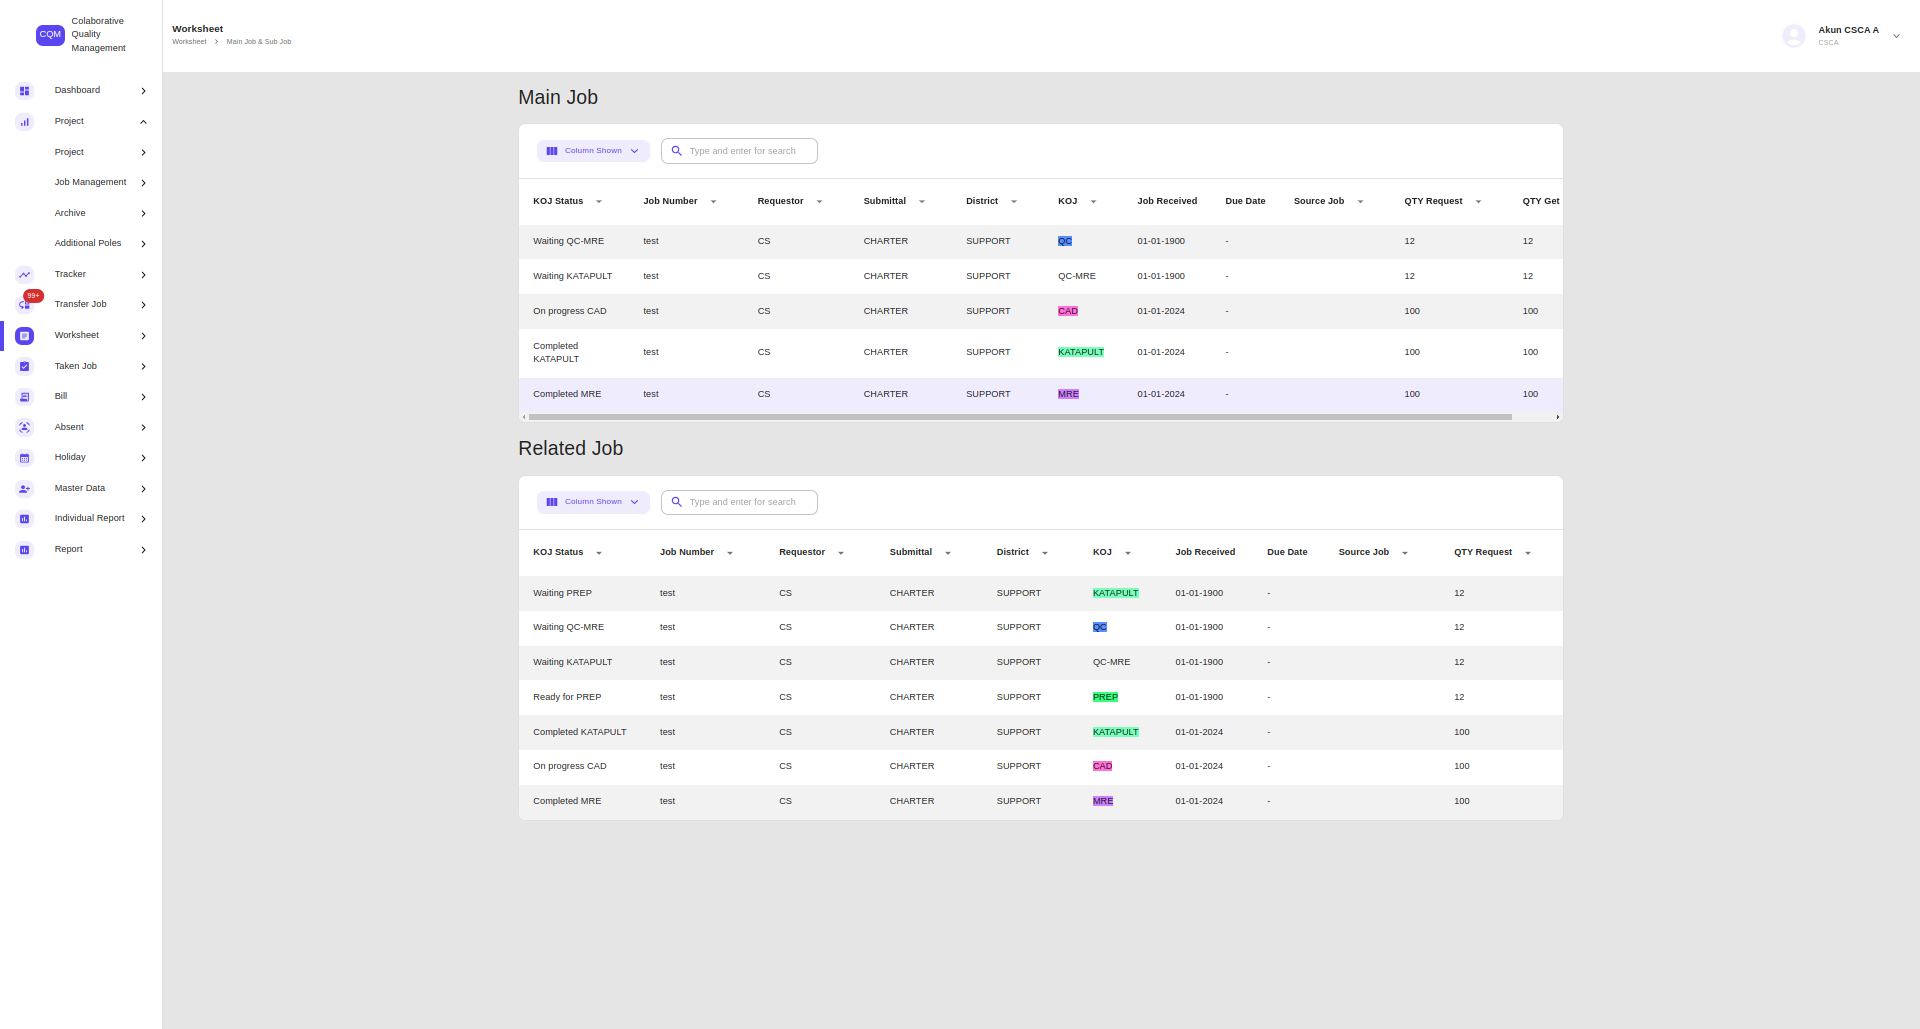 CQM
Colaborative
Quality
Management
Worksheet
Worksheet Main Job & Sub Job
Akun CSCA A
CSCA
Dashboard
Project
Project
Job Management
Archive
Additional Poles
Tracker
99+
Transfer Job
Worksheet
Taken Job
Bill
Absent
Holiday
Master Data
Individual Report
Report
Main Job
Column Shown Type and enter for search
KOJ Status Job Number Requestor Submittal District KOJ Job Received Due Date Source Job QTY Request QTY Get
Waiting QC-MRE test CS CHARTER SUPPORT QC 01-01-1900 - 12 12
Waiting KATAPULT test CS CHARTER SUPPORT QC-MRE 01-01-1900 - 12 12
On progress CAD test CS CHARTER SUPPORT CAD 01-01-2024 - 100 100
Completed
KATAPULT test CS CHARTER SUPPORT KATAPULT 01-01-2024 - 100 100
Completed MRE test CS CHARTER SUPPORT MRE 01-01-2024 - 100 100
Related Job
Column Shown Type and enter for search
KOJ Status Job Number Requestor Submittal District KOJ Job Received Due Date Source Job QTY Request
Waiting PREP test CS CHARTER SUPPORT KATAPULT 01-01-1900 - 12
Waiting QC-MRE test CS CHARTER SUPPORT QC 01-01-1900 - 12
Waiting KATAPULT test CS CHARTER SUPPORT QC-MRE 01-01-1900 - 12
Ready for PREP test CS CHARTER SUPPORT PREP 01-01-1900 - 12
Completed KATAPULT test CS CHARTER SUPPORT KATAPULT 01-01-2024 - 100
On progress CAD test CS CHARTER SUPPORT CAD 01-01-2024 - 100
Completed MRE test CS CHARTER SUPPORT MRE 01-01-2024 - 100